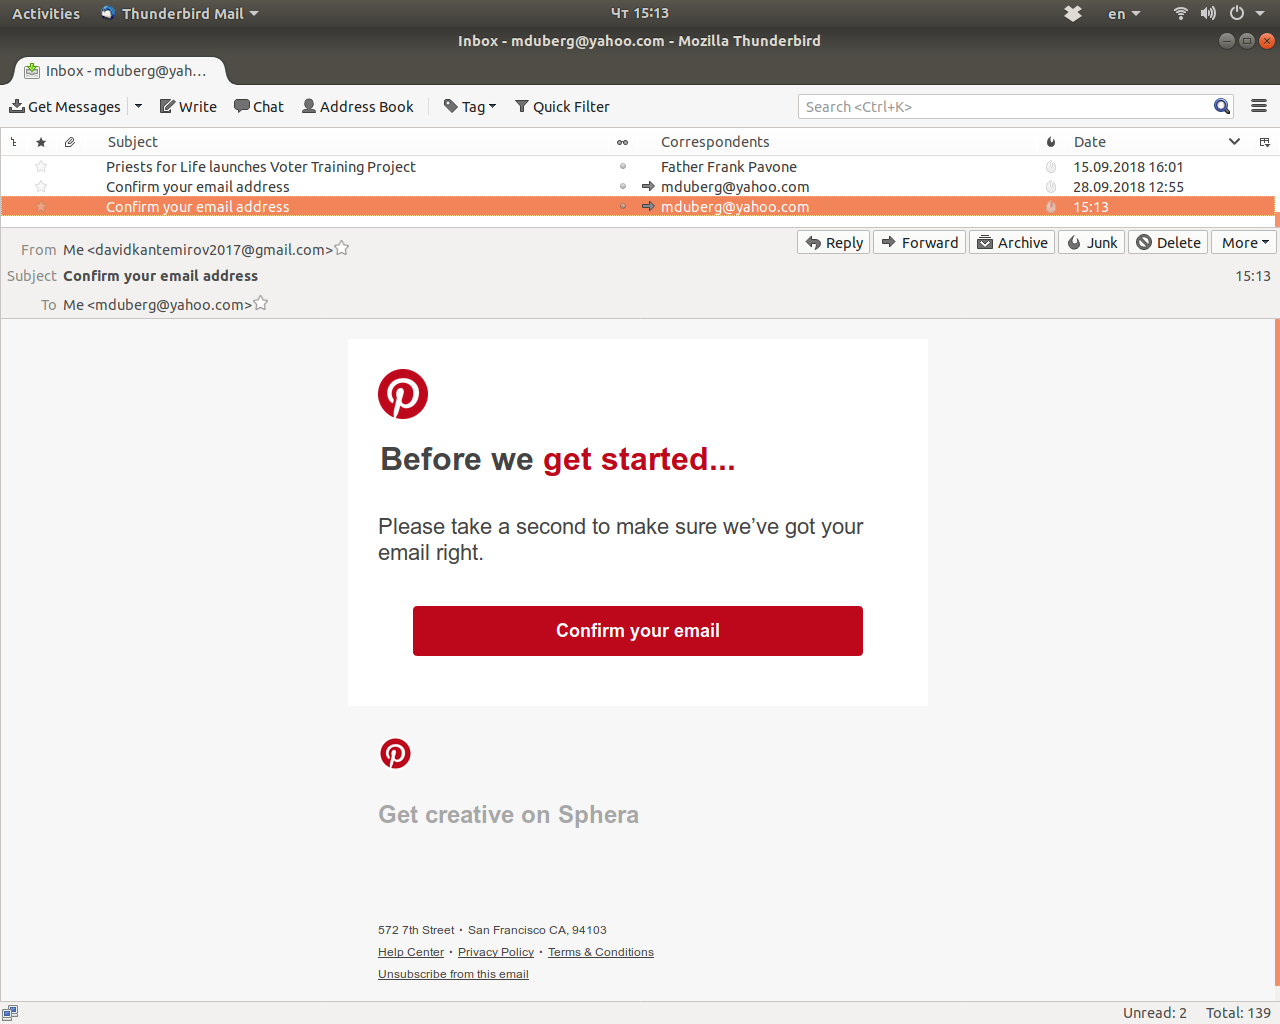 Activities Thunderbird Mail Чт 15:13 en
Inbox - mduberg@yahoo.com - Mozilla Thunderbird
Inbox - mduberg@yah...
Get Messages Write Chat Address Book Tag Quick Filter Search <Ctrl+K>
Subject Correspondents Date
Priests for Life launches Voter Training Project Father Frank Pavone 15.09.2018 16:01
Confirm your email address mduberg@yahoo.com 28.09.2018 12:55
Confirm your email address mduberg@yahoo.com 15:13
From Me <davidkantemirov2017@gmail.com> Reply Forward Archive Junk Delete More
Subject Confirm your email address 15:13
To Me <mduberg@yahoo.com>
Before we get started...
Please take a second to make sure we’ve got your
email right.
Confirm your email
Get creative on Sphera
572 7th Street · San Francisco CA, 94103
Help Center · Privacy Policy · Terms & Conditions
Unsubscribe from this email
Unread: 2 Total: 139